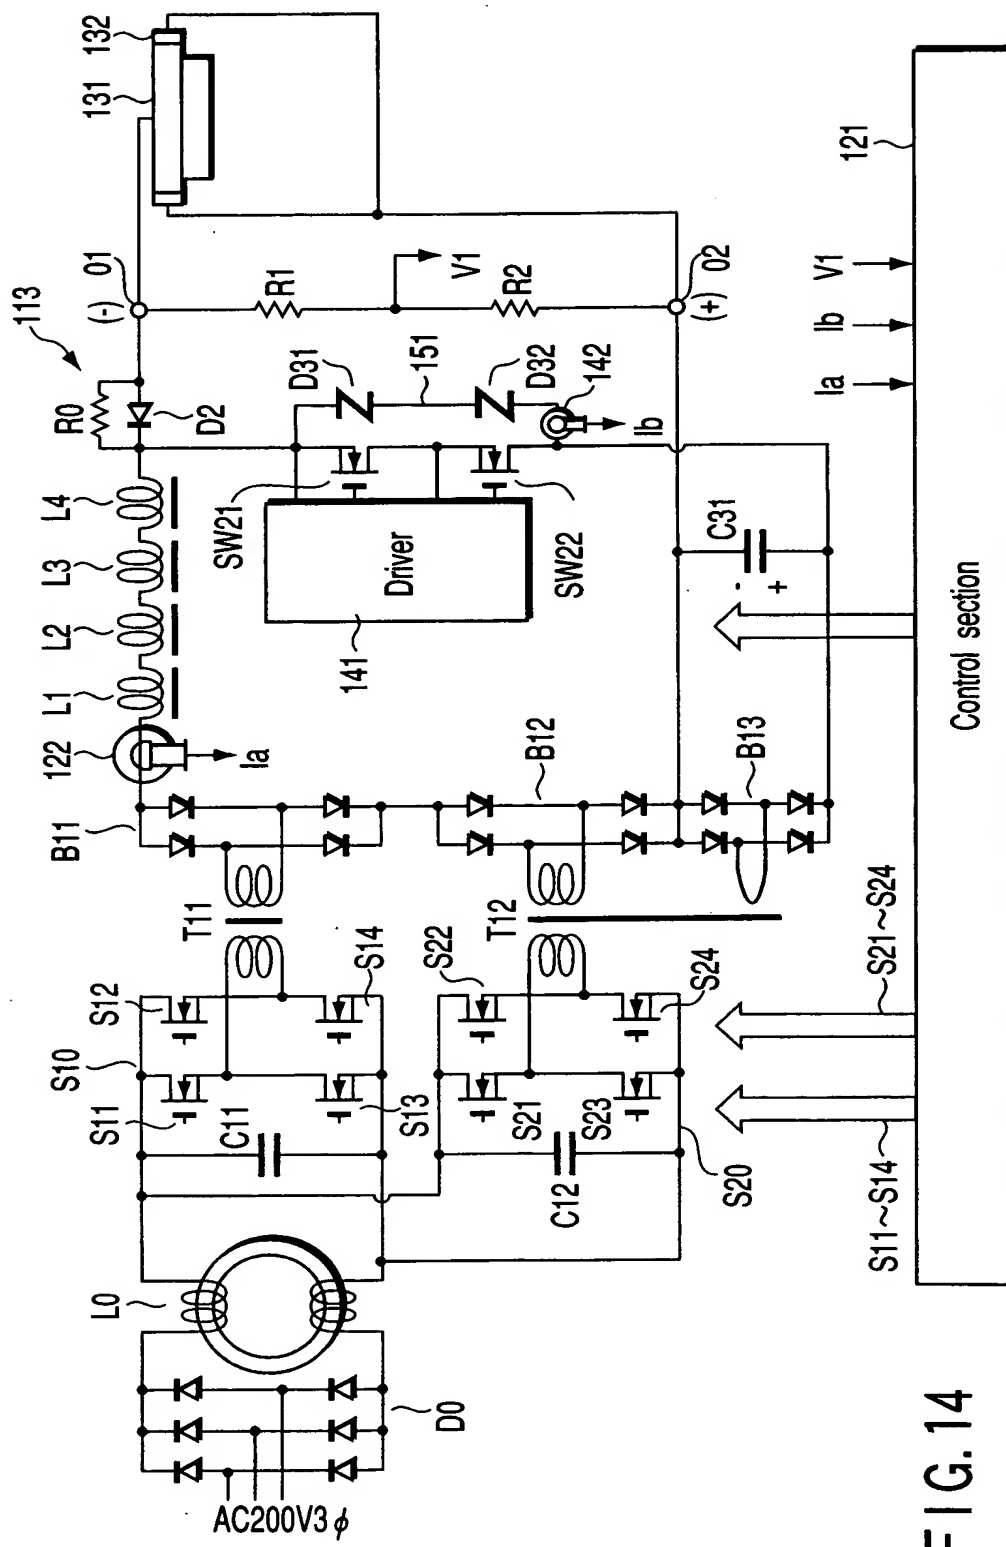 113
132
131
(-)
O1
R0
D2
L4
L3
L2
L1
122
Ia
B11
R1
V1
R2
O2
(+)
D31
151
D32
142
Ib
SW21
SW22
Driver
141
C31
-
+
B12
B13
T11
T12
S12
S10
S11
S14
S13
C11
S22
S24
S21
S23
C12
S20
L0
D0
AC200V3ϕ
121
V1
Ib
Ia
S21~S24
S11~S14
Control section
FIG. 14